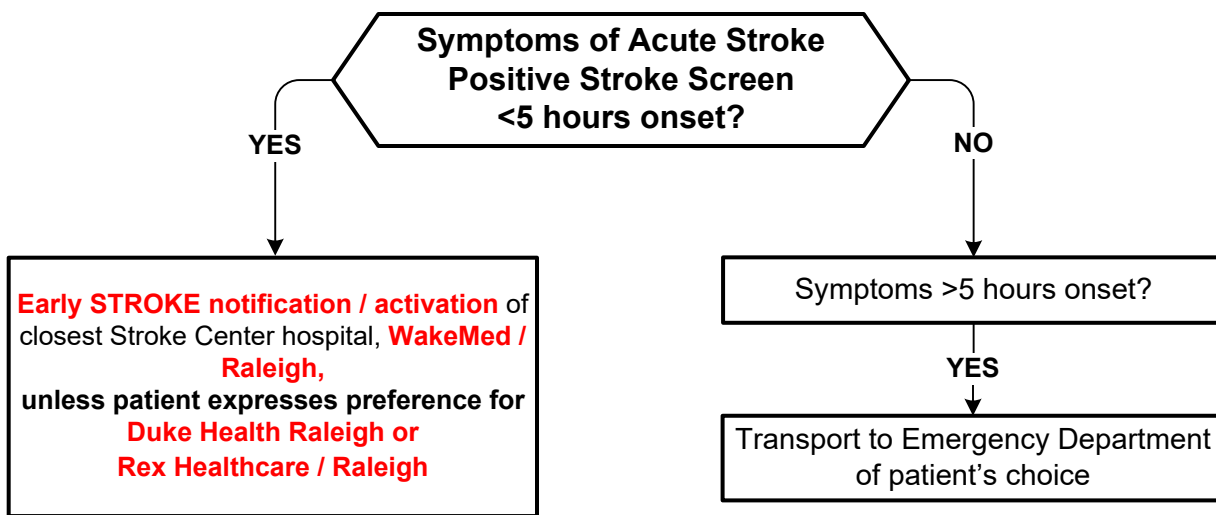 Symptoms of Acute Stroke
Positive Stroke Screen
<5 hours onset?
YES
NO
Early STROKE notification / activation of
closest Stroke Center hospital, WakeMed /
Raleigh,
unless patient expresses preference for
Duke Health Raleigh or
Rex Healthcare / Raleigh
Symptoms >5 hours onset?
YES
Transport to Emergency Department
of patient’s choice